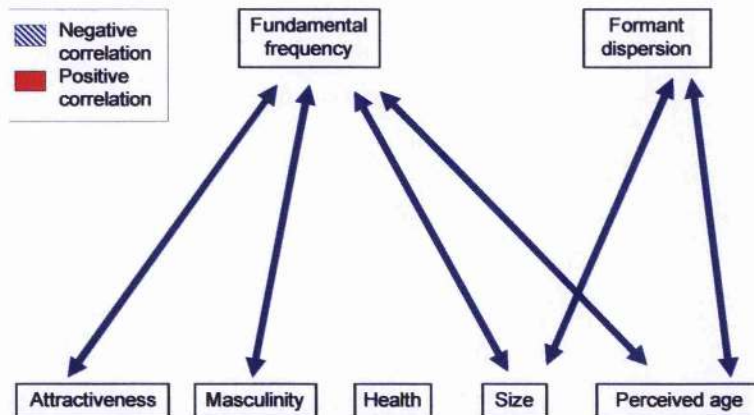 Negative
correlation
Positive
correlation
Fundamental
frequency
Formant
dispersion
Attractiveness
Masculinity
Health
Size
Perceived age